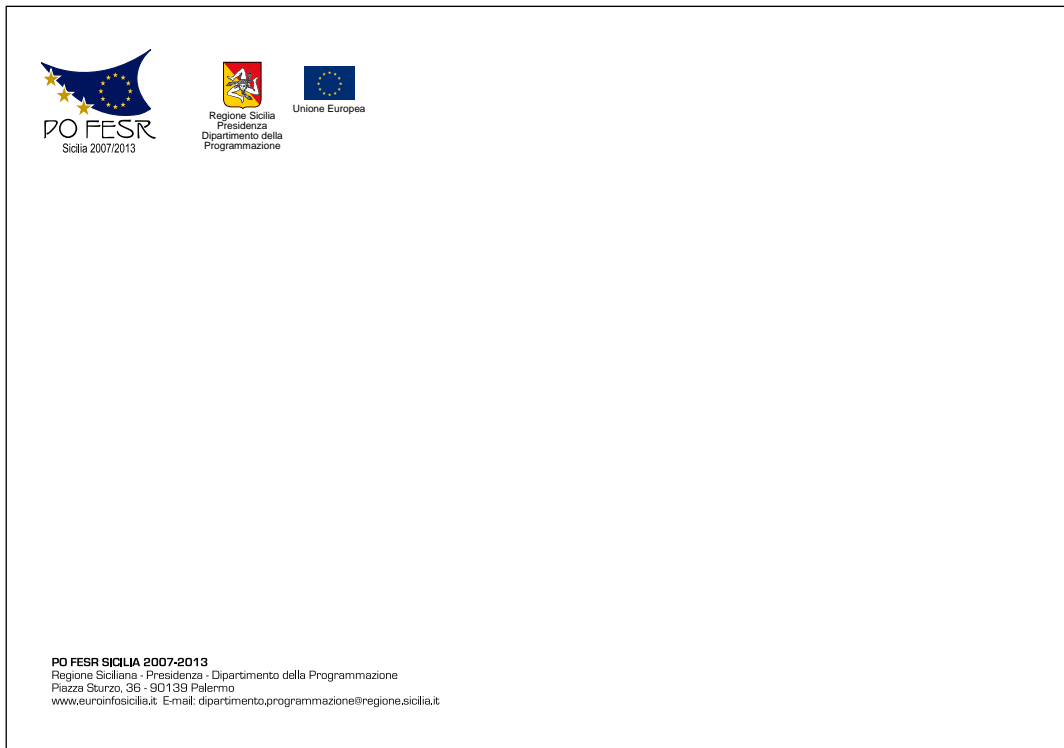 PO FESR
Sicilia 2007/2013
Regione Sicilia
Presidenza
Dipartimento della
Programmazione
Unione Europea
PO FESR SICILIA 2007-2013
Regione Siciliana - Presidenza - Dipartimento della Programmazione
Piazza Sturzo, 36 - 90139 Palermo
www.euroinfosicilia.it E-mail: dipartimento.programmazione@regione.sicilia.it